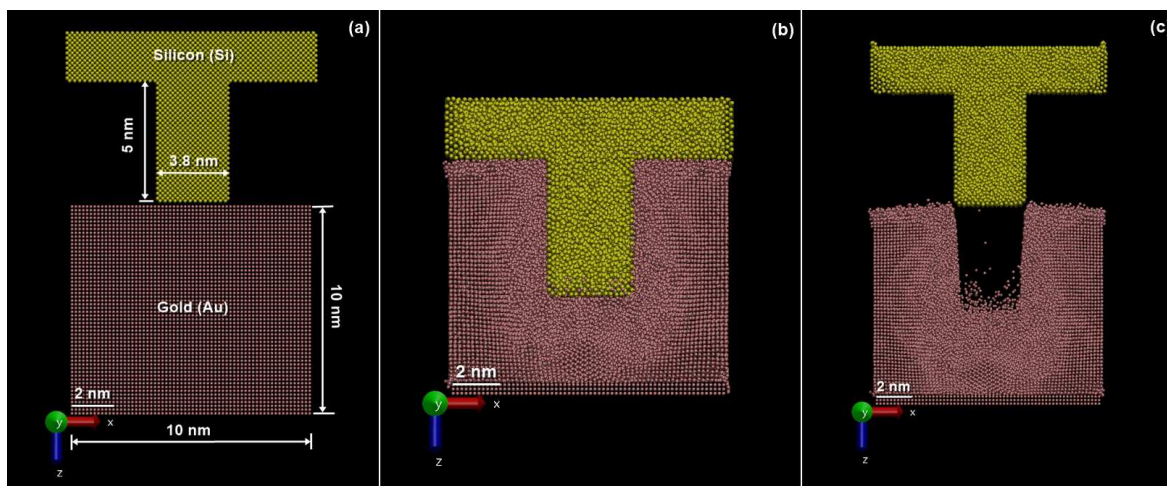 (a)
Silicon (Si)
5 nm
3.8 nm
Gold (Au)
10 nm
2 nm
y
x
z
10 nm
(b)
2 nm
y
x
z
(c
2 nm
y
x
z